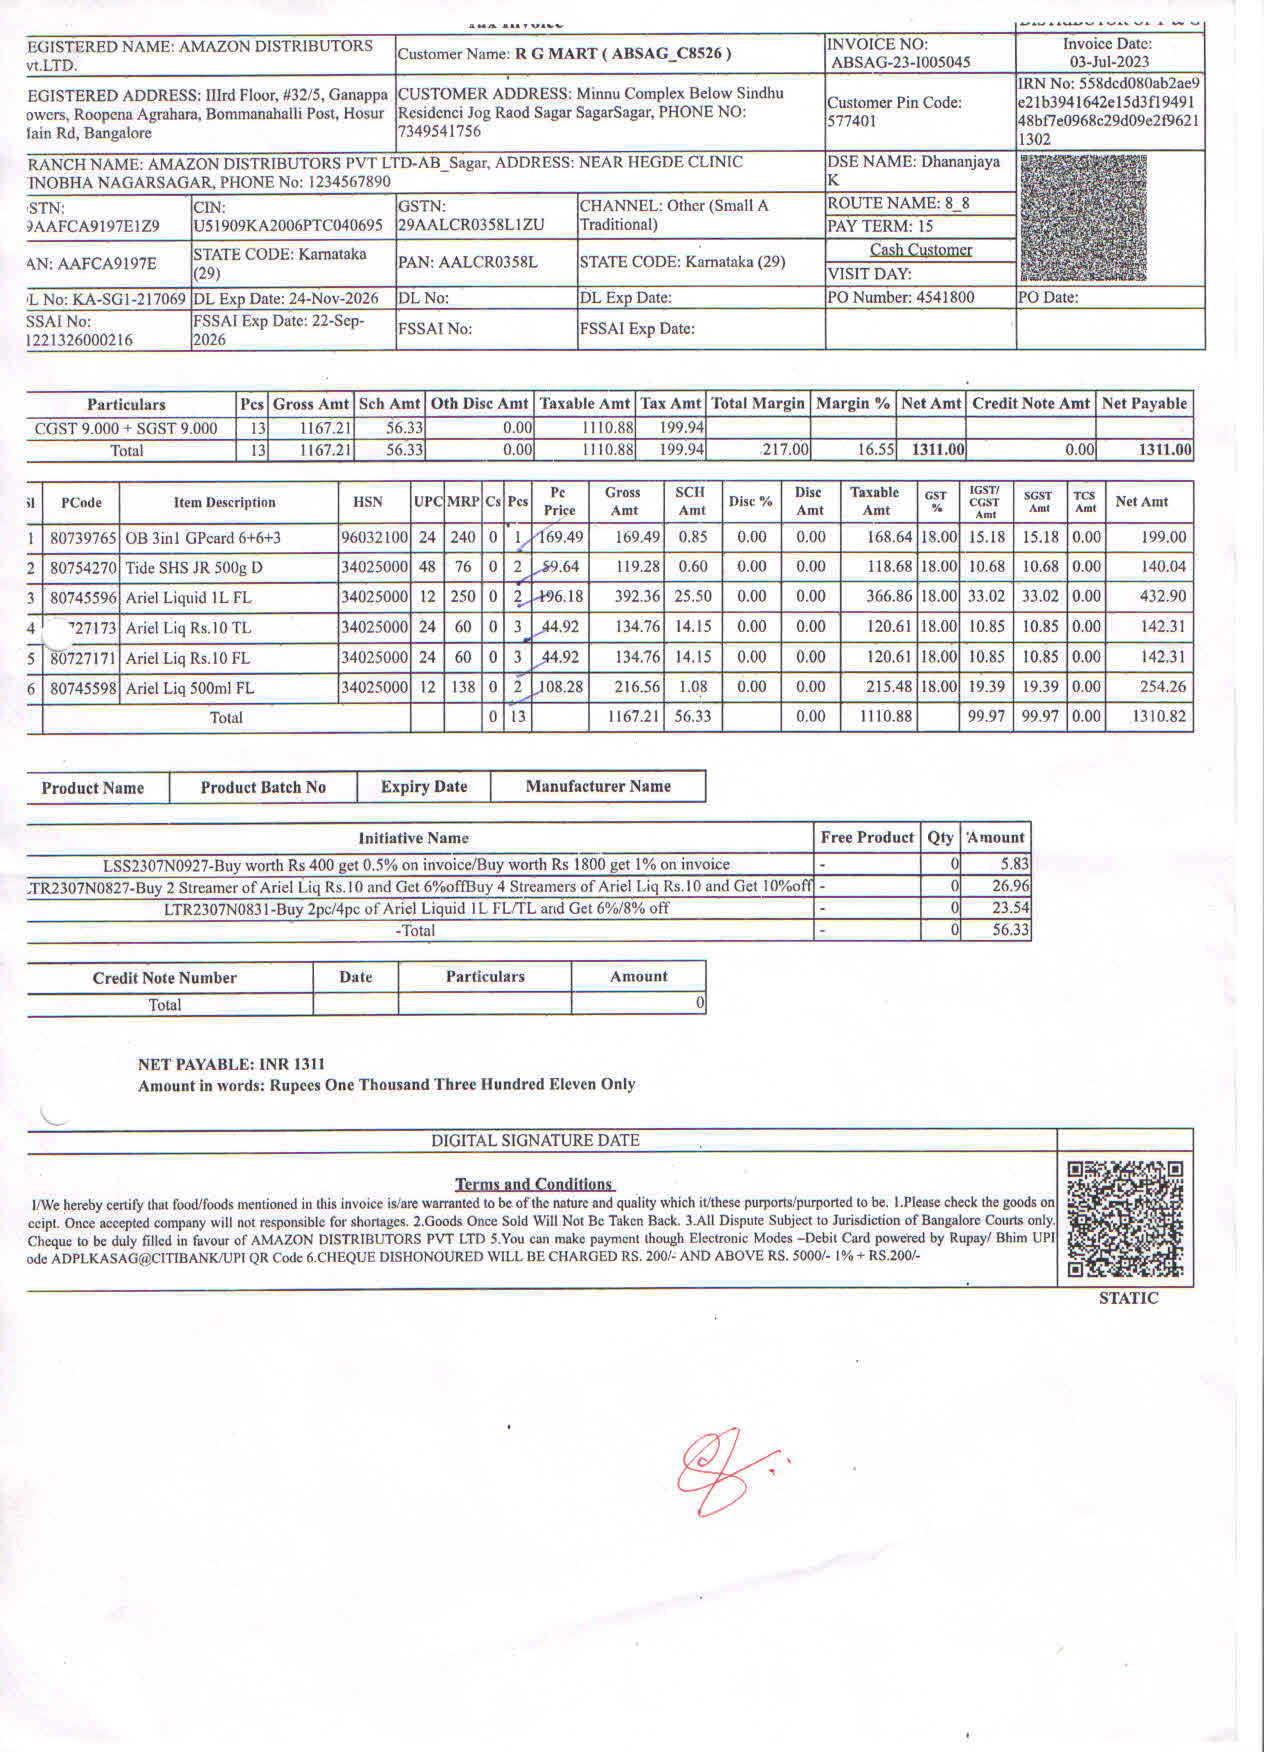 Tax Invoice
DISTRIBUTOR OF P & G
EGISTERED NAME: AMAZON DISTRIBUTORS
vt.LTD.
Customer Name: R G MART ( ABSAG_C8526 )
INVOICE NO:
ABSAG-23-I005045
Invoice Date:
03-Jul-2023
EGISTERED ADDRESS: IIIrd Floor, #32/5, Ganappa
owers, Roopena Agrahara, Bommanahalli Post, Hosur
lain Rd, Bangalore
CUSTOMER ADDRESS: Minnu Complex Below Sindhu
Residenci Jog Raod Sagar SagarSagar, PHONE NO:
7349541756
Customer Pin Code:
577401
IRN No: 558dcd080ab2ae9
e21b3941642e15d3f19491
48bf7e0968c29d09e2f9621
1302
RANCH NAME: AMAZON DISTRIBUTORS PVT LTD-AB_Sagar, ADDRESS: NEAR HEGDE CLINIC
INOBHA NAGARSAGAR, PHONE No: 1234567890
DSE NAME: Dhananjaya
K
STN:
9AAFCA9197E1Z9
CIN:
U51909KA2006PTC040695
GSTN:
29AALCR0358L1ZU
CHANNEL: Other (Small A
Traditional)
ROUTE NAME: 8_8
PAY TERM: 15
AN: AAFCA9197E
STATE CODE: Karnataka
(29)
PAN: AALCR0358L
STATE CODE: Karnataka (29)
Cash Customer
VISIT DAY:
L No: KA-SG1-217069
DL Exp Date: 24-Nov-2026
DL No:
DL Exp Date:
PO Number: 4541800
PO Date:
SSAI No:
1221326000216
FSSAI Exp Date: 22-Sep-
2026
FSSAI No:
FSSAI Exp Date:
Particulars Pcs Gross Amt Sch Amt Oth Disc Amt Taxable Amt Tax Amt Total Margin Margin % Net Amt Credit Note Amt Net Payable
CGST 9.000 + SGST 9.000 13 1167.21 56.33 0.00 1110.88 199.94
Total 13 1167.21 56.33 0.00 1110.88 199.94 217.00 16.55 1311.00 0.00 1311.00
Sl PCode Item Description HSN UPC MRP Cs Pcs Pc Price Gross Amt SCH Amt Disc % Disc Amt Taxable Amt GST % IGST/ CGST Amt SGST Amt TCS Amt Net Amt
1 80739765 OB 3in1 GPcard 6+6+3 96032100 24 240 0 1 169.49 169.49 0.85 0.00 0.00 168.64 18.00 15.18 15.18 0.00 199.00
2 80754270 Tide SHS JR 500g D 34025000 48 76 0 2 59.64 119.28 0.60 0.00 0.00 118.68 18.00 10.68 10.68 0.00 140.04
3 80745596 Ariel Liquid 1L FL 34025000 12 250 0 2 196.18 392.36 25.50 0.00 0.00 366.86 18.00 33.02 33.02 0.00 432.90
4 727173 Ariel Liq Rs.10 TL 34025000 24 60 0 3 44.92 134.76 14.15 0.00 0.00 120.61 18.00 10.85 10.85 0.00 142.31
5 80727171 Ariel Liq Rs.10 FL 34025000 24 60 0 3 44.92 134.76 14.15 0.00 0.00 120.61 18.00 10.85 10.85 0.00 142.31
6 80745598 Ariel Liq 500ml FL 34025000 12 138 0 2 108.28 216.56 1.08 0.00 0.00 215.48 18.00 19.39 19.39 0.00 254.26
Total 0 13 1167.21 56.33 0.00 1110.88 99.97 99.97 0.00 1310.82
Product Name Product Batch No Expiry Date Manufacturer Name
Initiative Name Free Product Qty Amount
LSS2307N0927-Buy worth Rs 400 get 0.5% on invoice/Buy worth Rs 1800 get 1% on invoice - 0 5.83
LTR2307N0827-Buy 2 Streamer of Ariel Liq Rs.10 and Get 6%offBuy 4 Streamers of Ariel Liq Rs.10 and Get 10%off - 0 26.96
LTR2307N0831-Buy 2pc/4pc of Ariel Liquid 1L FL/TL and Get 6%/8% off - 0 23.54
-Total - 0 56.33
Credit Note Number Date Particulars Amount
Total 0
NET PAYABLE: INR 1311
Amount in words: Rupees One Thousand Three Hundred Eleven Only
DIGITAL SIGNATURE DATE
Terms and Conditions
I/We hereby certify that food/foods mentioned in this invoice is/are warranted to be of the nature and quality which it/these purports/purported to be. 1.Please check the goods on
ceipt. Once accepted company will not responsible for shortages. 2.Goods Once Sold Will Not Be Taken Back. 3.All Dispute Subject to Jurisdiction of Bangalore Courts only.
Cheque to be duly filled in favour of AMAZON DISTRIBUTORS PVT LTD 5.You can make payment though Electronic Modes –Debit Card powered by Rupay/ Bhim UPI
ode ADPLKASAG@CITIBANK/UPI QR Code 6.CHEQUE DISHONOURED WILL BE CHARGED RS. 200/- AND ABOVE RS. 5000/- 1% + RS.200/-
STATIC